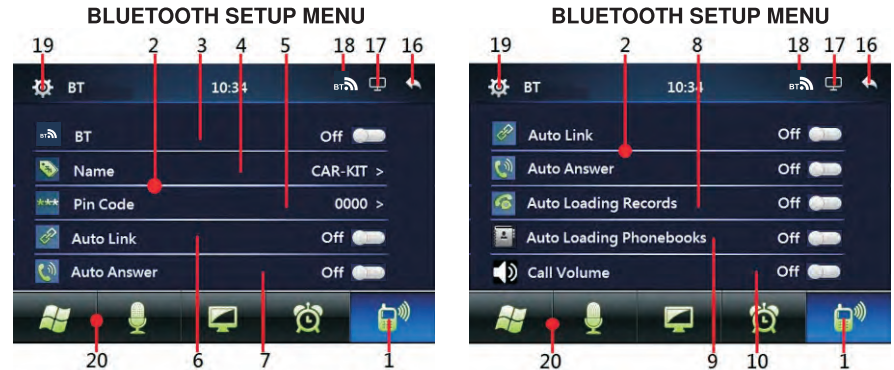 BLUETOOTH SETUP MENU
19 2 3 4 5 18 17 16
BT 10:34 BT
BT BT Off
Name CAR-KIT >
*** Pin Code 0000 >
Auto Link Off
Auto Answer Off
20 6 7 1
BLUETOOTH SETUP MENU
19 2 8 18 17 16
BT 10:34 BT
Auto Link Off
Auto Answer Off
Auto Loading Records Off
Auto Loading Phonebooks Off
Call Volume Off
20 9 10 1